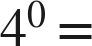 4⁰ =